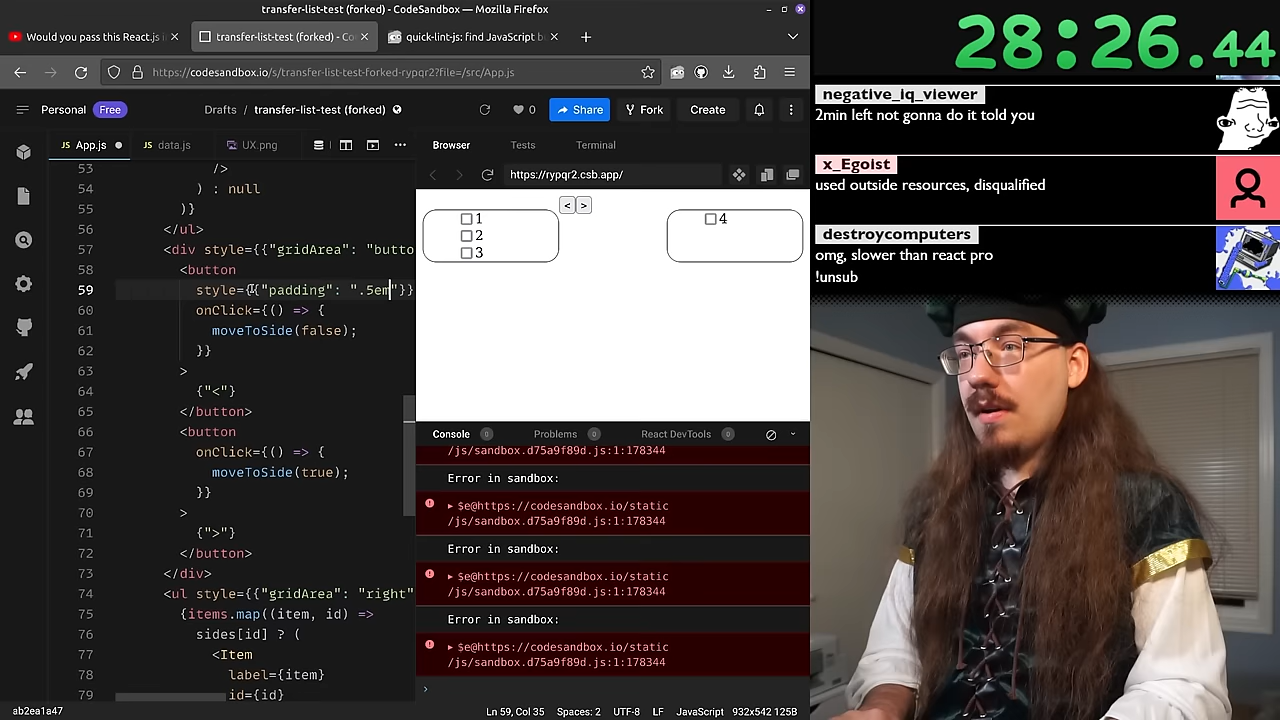 transfer-list-test (forked) - CodeSandbox — Mozilla Firefox
Would you pass this React.js i
transfer-list-test (forked) - Co
quick-lint-js: find JavaScript b
https://codesandbox.io/s/transfer-list-test-forked-rypqr2?file=/src/App.js
Personal Free
Drafts / transfer-list-test (forked)
0
Share
Fork
Create
JS App.js
JS data.js
UX.png
53 />
54 ) : null
55 )}
56 </ul>
57 <div style={{"gridArea": "butto
58 <button
59 style={{"padding": ".5em"}}
60 onClick={() => {
61 moveToSide(false);
62 }}
63 >
64 {"<"}
65 </button>
66 <button
67 onClick={() => {
68 moveToSide(true);
69 }}
70 >
71 {">"}
72 </button>
73 </div>
74 <ul style={{"gridArea": "right"
75 {items.map((item, id) =>
76 sides[id] ? (
77 <Item
78 label={item}
79 id={id}
ab2ea1a47
Browser Tests Terminal
https://rypqr2.csb.app/
< >
1
2
3
4
Console 0 Problems 0 React DevTools 0
/js/sandbox.d75a9f89d.js:1:178344
Error in sandbox:
▸ $e@https://codesandbox.io/static
/js/sandbox.d75a9f89d.js:1:178344
Error in sandbox:
▸ $e@https://codesandbox.io/static
/js/sandbox.d75a9f89d.js:1:178344
Error in sandbox:
▸ $e@https://codesandbox.io/static
/js/sandbox.d75a9f89d.js:1:178344
Ln 59, Col 35 Spaces: 2 UTF-8 LF JavaScript 932x542 125B
28:26.44
negative_iq_viewer
2min left not gonna do it told you
x_Egoist
used outside resources, disqualified
destroycomputers
omg, slower than react pro
!unsub